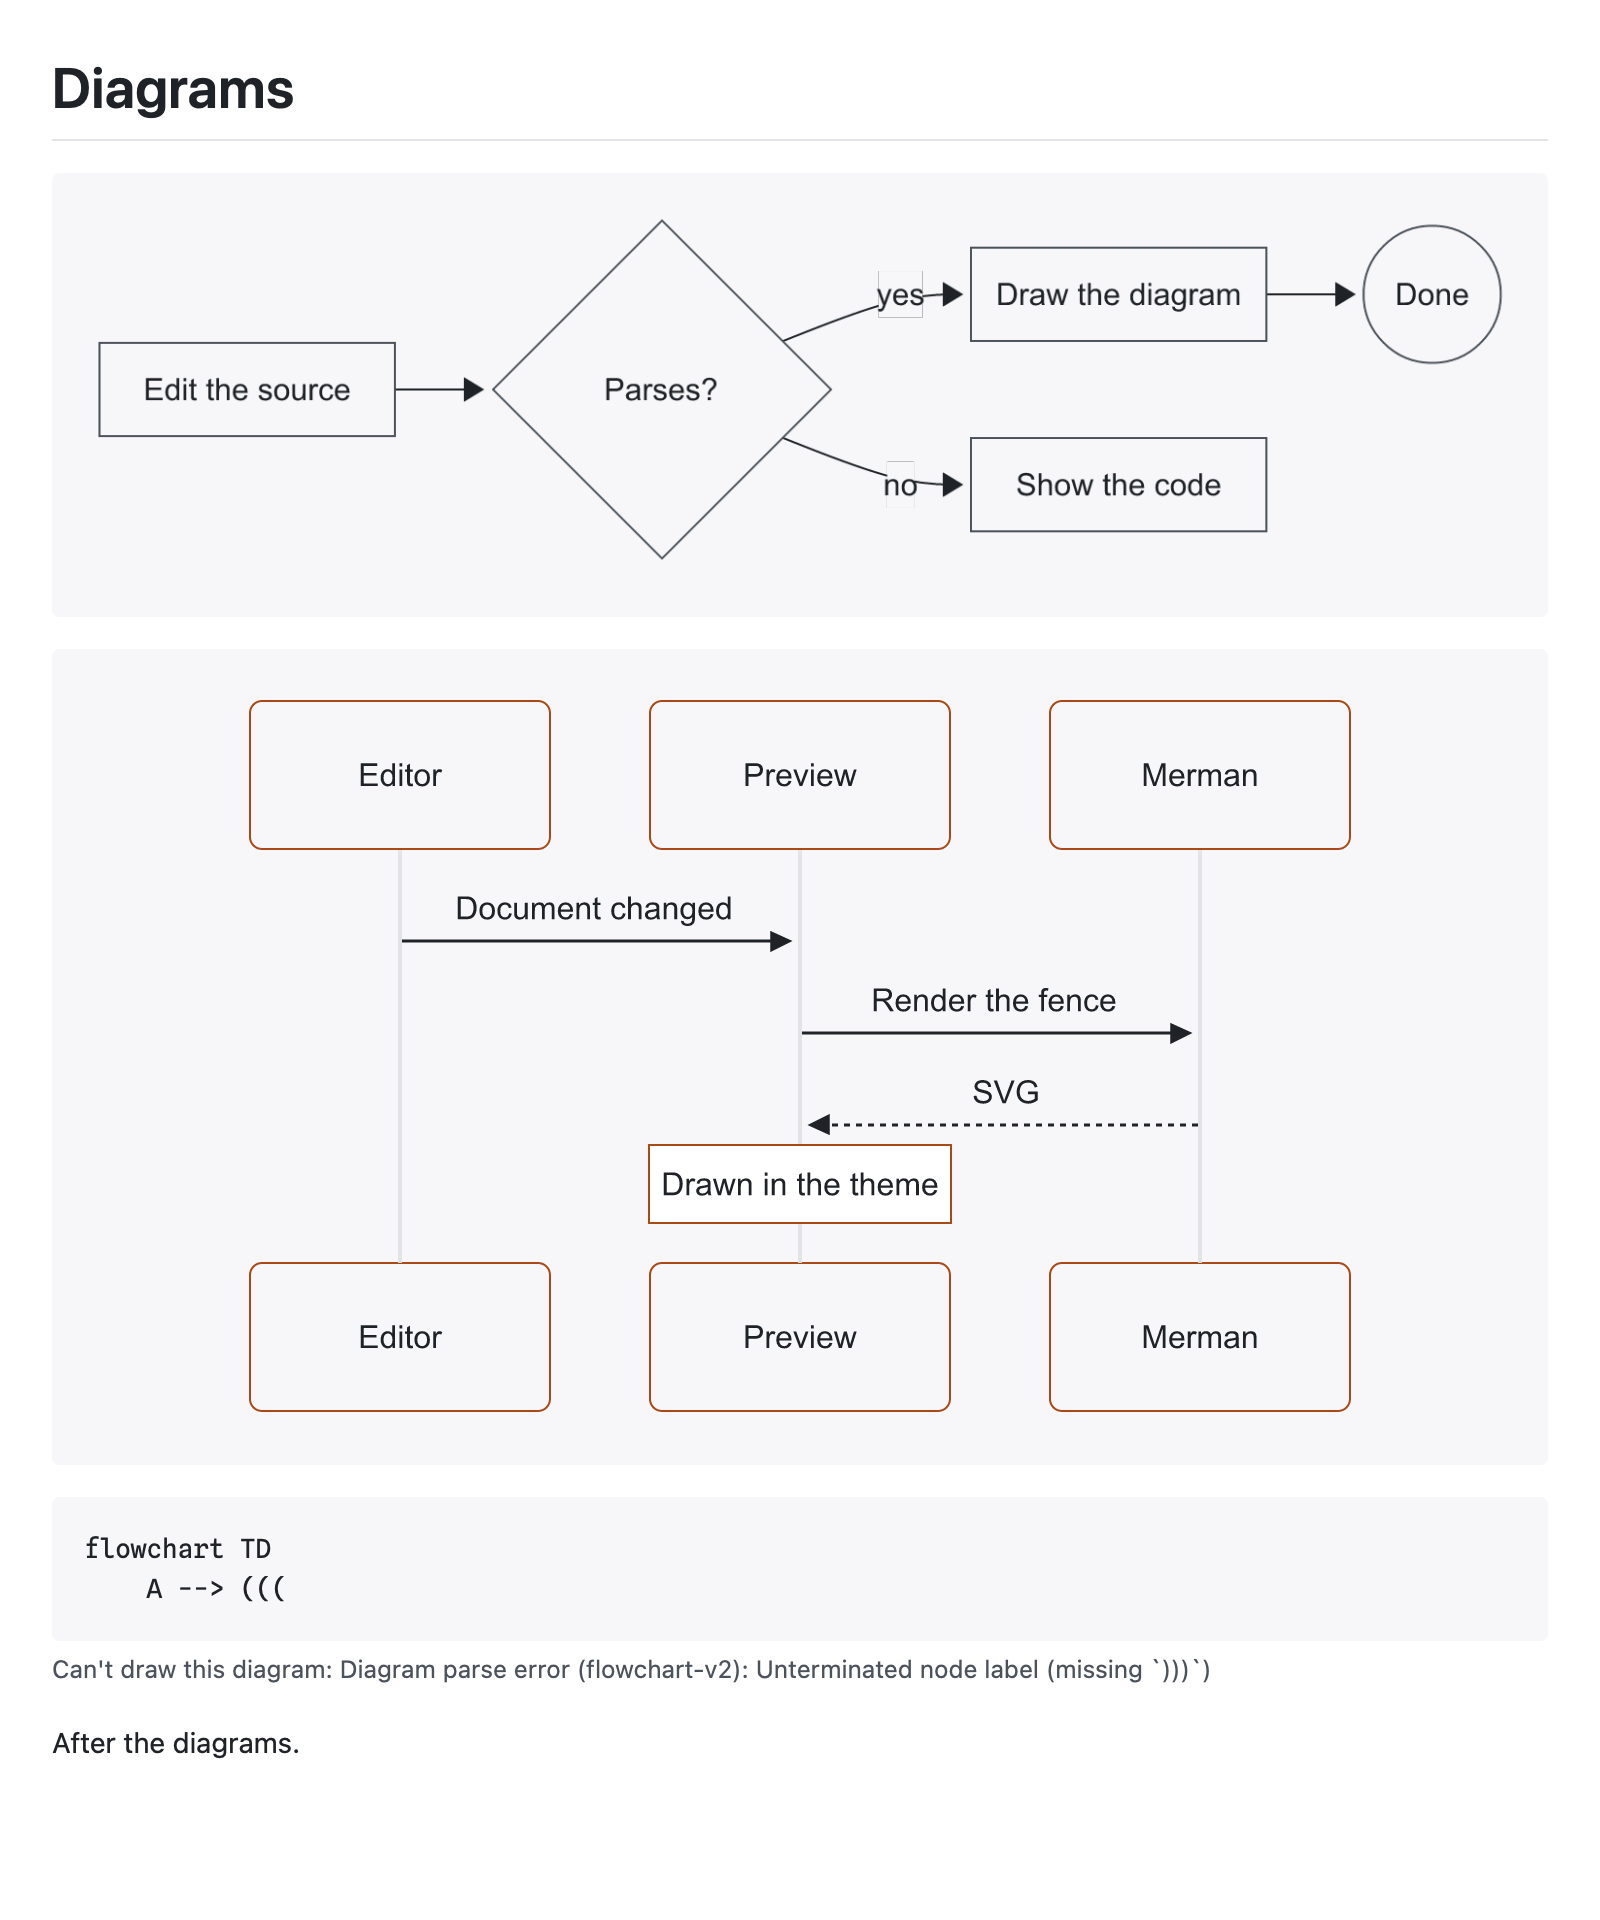 Diagrams
Edit the source
Parses?
yes
Draw the diagram
Done
no
Show the code
Editor
Preview
Merman
Document changed
Render the fence
SVG
Drawn in the theme
Editor
Preview
Merman
flowchart TD
    A --> (((
Can't draw this diagram: Diagram parse error (flowchart-v2): Unterminated node label (missing `)))`)
After the diagrams.